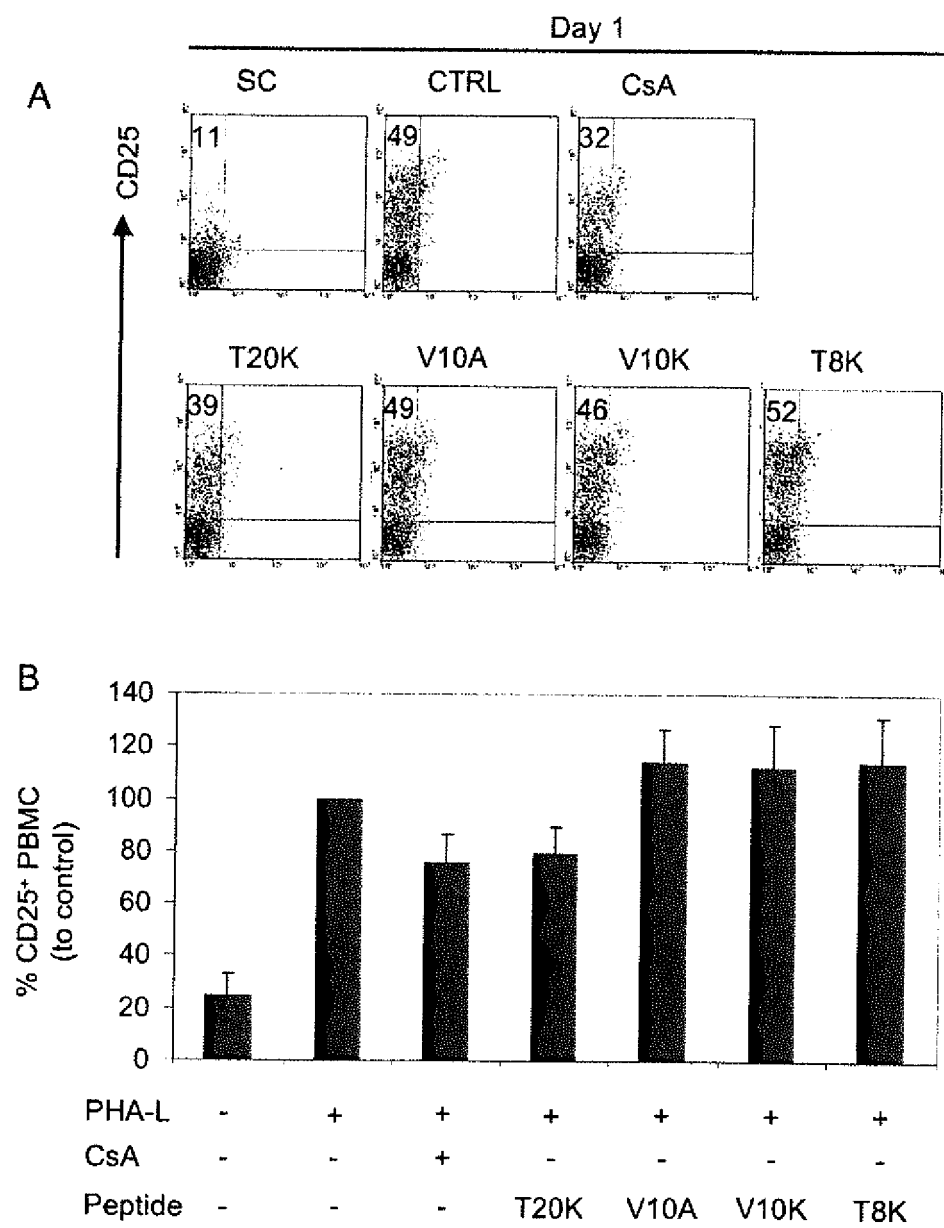 Day 1
A
SC CTRL CsA
CD25
11 49 32
T20K V10A V10K T8K
39 49 46 52
B
% CD25+ PBMC
(to control)
140
120
100
80
60
40
20
0
PHA-L - + + + + + +
CsA - - + - - - -
Peptide - - - T20K V10A V10K T8K